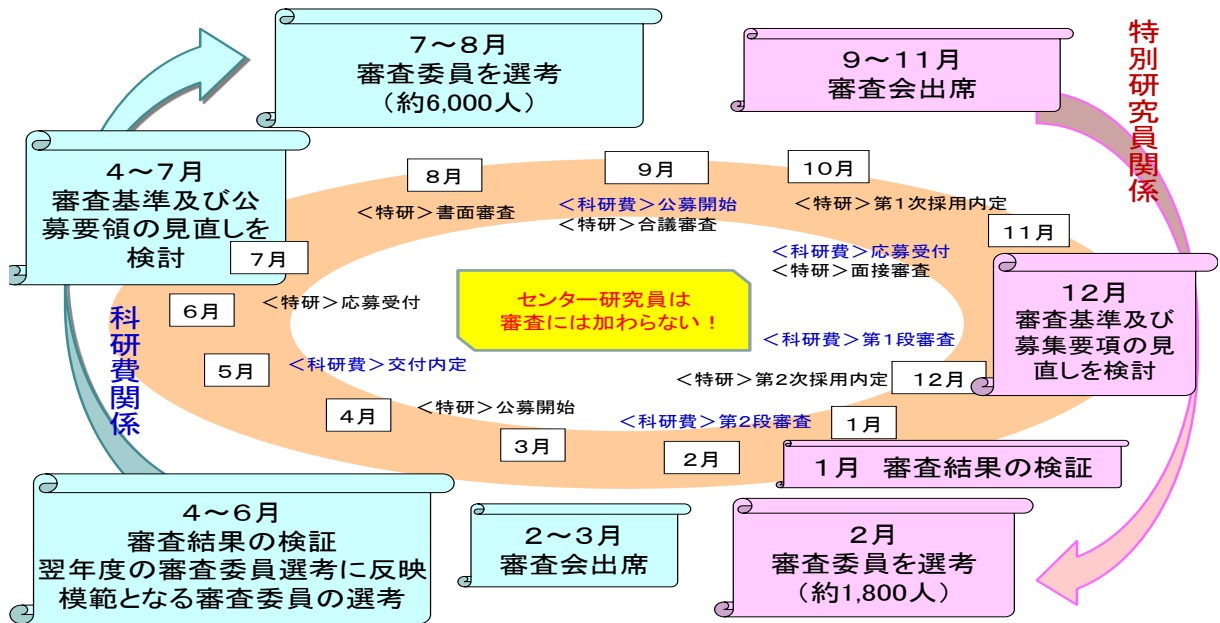 7～8月
審査委員を選考
（約6,000人）
9～11月
審査会出席
特別研究員関係
4～7月
審査基準及び公
募要領の見直しを
検討
8月
9月
10月
＜特研＞書面審査
＜科研費＞公募開始
＜特研＞合議審査
＜特研＞第1次採用内定
11月
7月
＜科研費＞応募受付
＜特研＞面接審査
6月
＜特研＞応募受付
センター研究員は
審査には加わらない！
12月
審査基準及び
募集要項の見
直しを検討
科研費関係
＜科研費＞第1段審査
5月
＜科研費＞交付内定
＜特研＞第2次採用内定
12月
4月
＜特研＞公募開始
＜科研費＞第2段審査
1月
3月
2月
1月 審査結果の検証
4～6月
審査結果の検証
翌年度の審査委員選考に反映
模範となる審査委員の選考
2～3月
審査会出席
2月
審査委員を選考
（約1,800人）